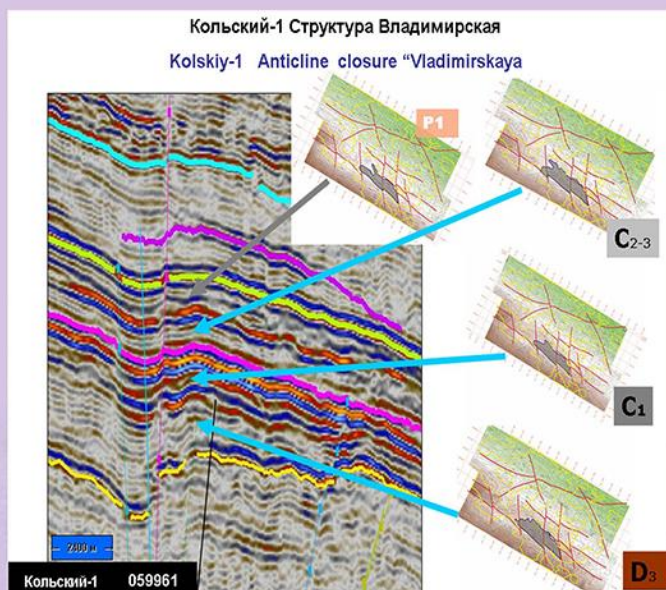 Кольский-1 Структура Владимирская
Kolskiy-1 Anticline closure “Vladimirskaya
P1
C2-3
C1
D3
Кольский-1 059961